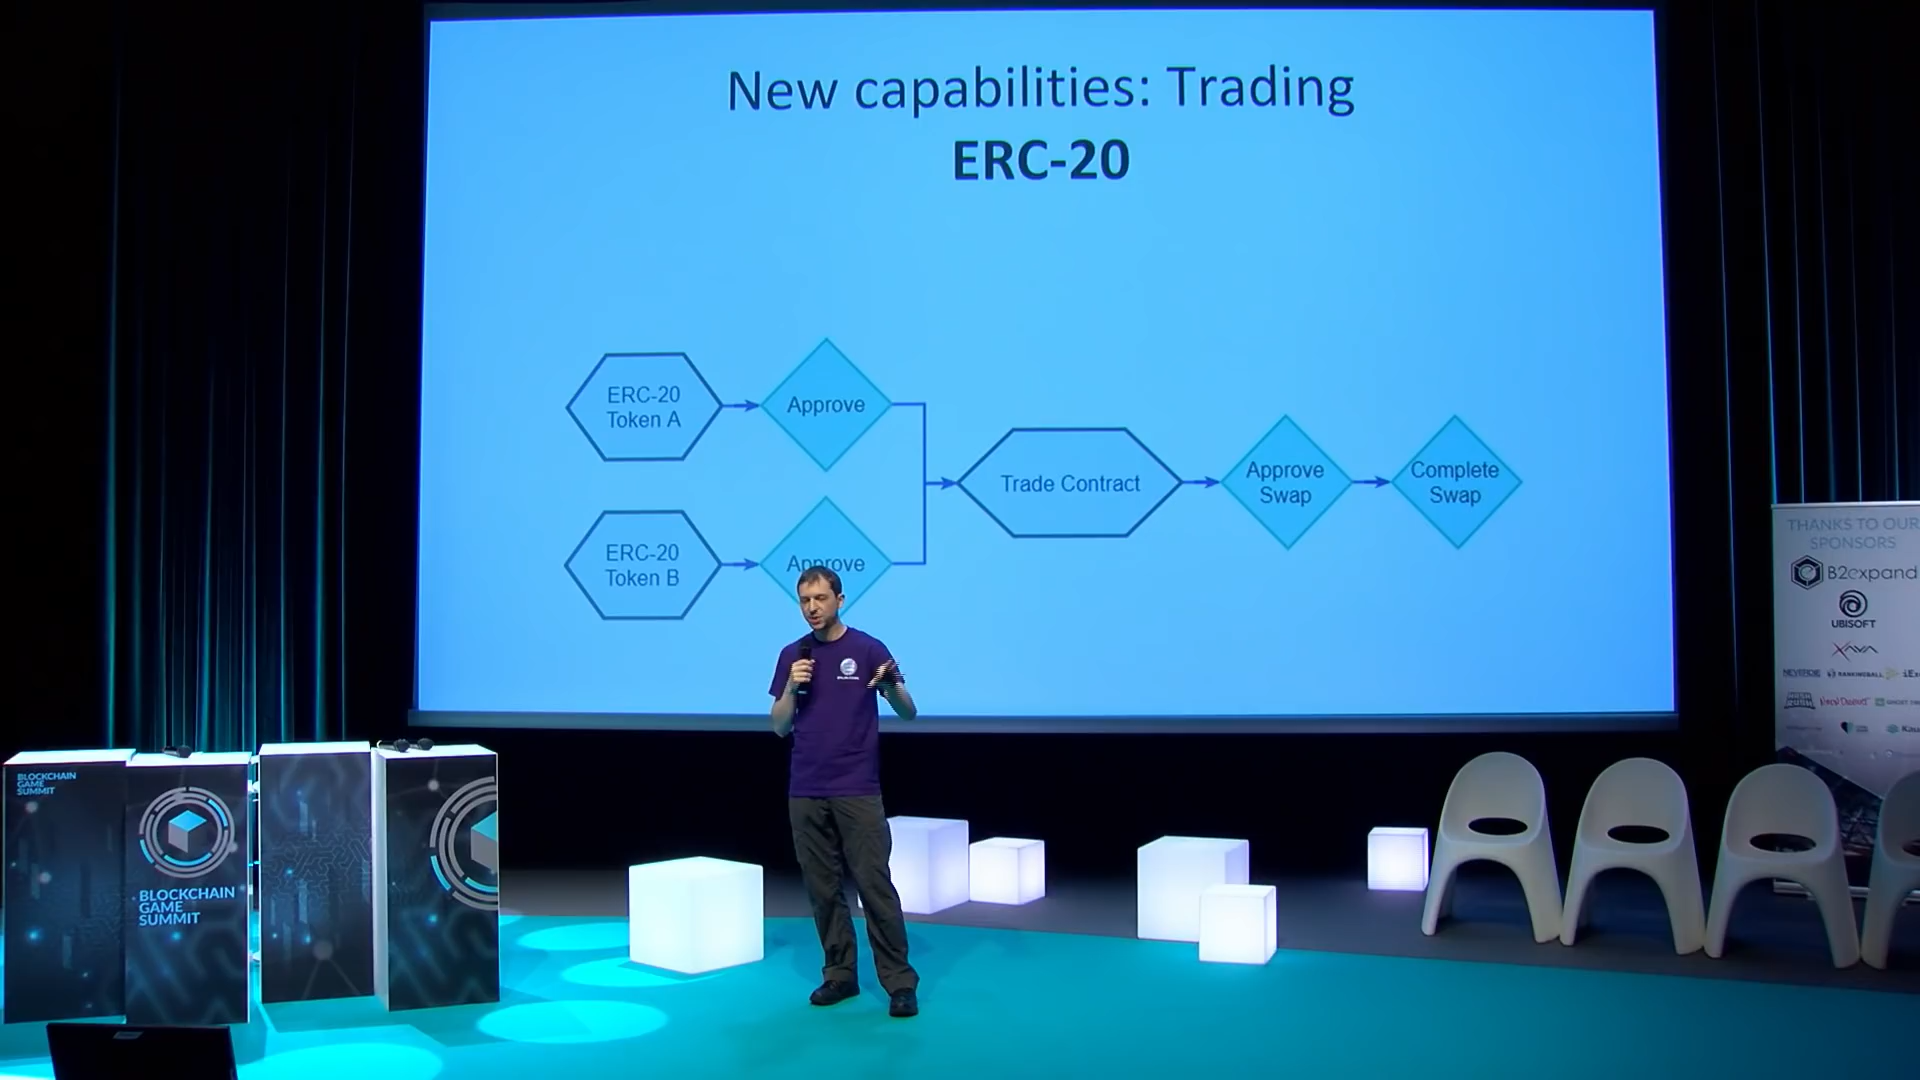 New capabilities: Trading
ERC-20
ERC-20
Token A
Approve
ERC-20
Token B
Approve
Trade Contract
Approve
Swap
Complete
Swap
THANKS TO OUR
SPONSORS
B2expand
UBISOFT
XAYA
BLOCKCHAIN
GAME
SUMMIT
BLOCKCHAIN
GAME
SUMMIT